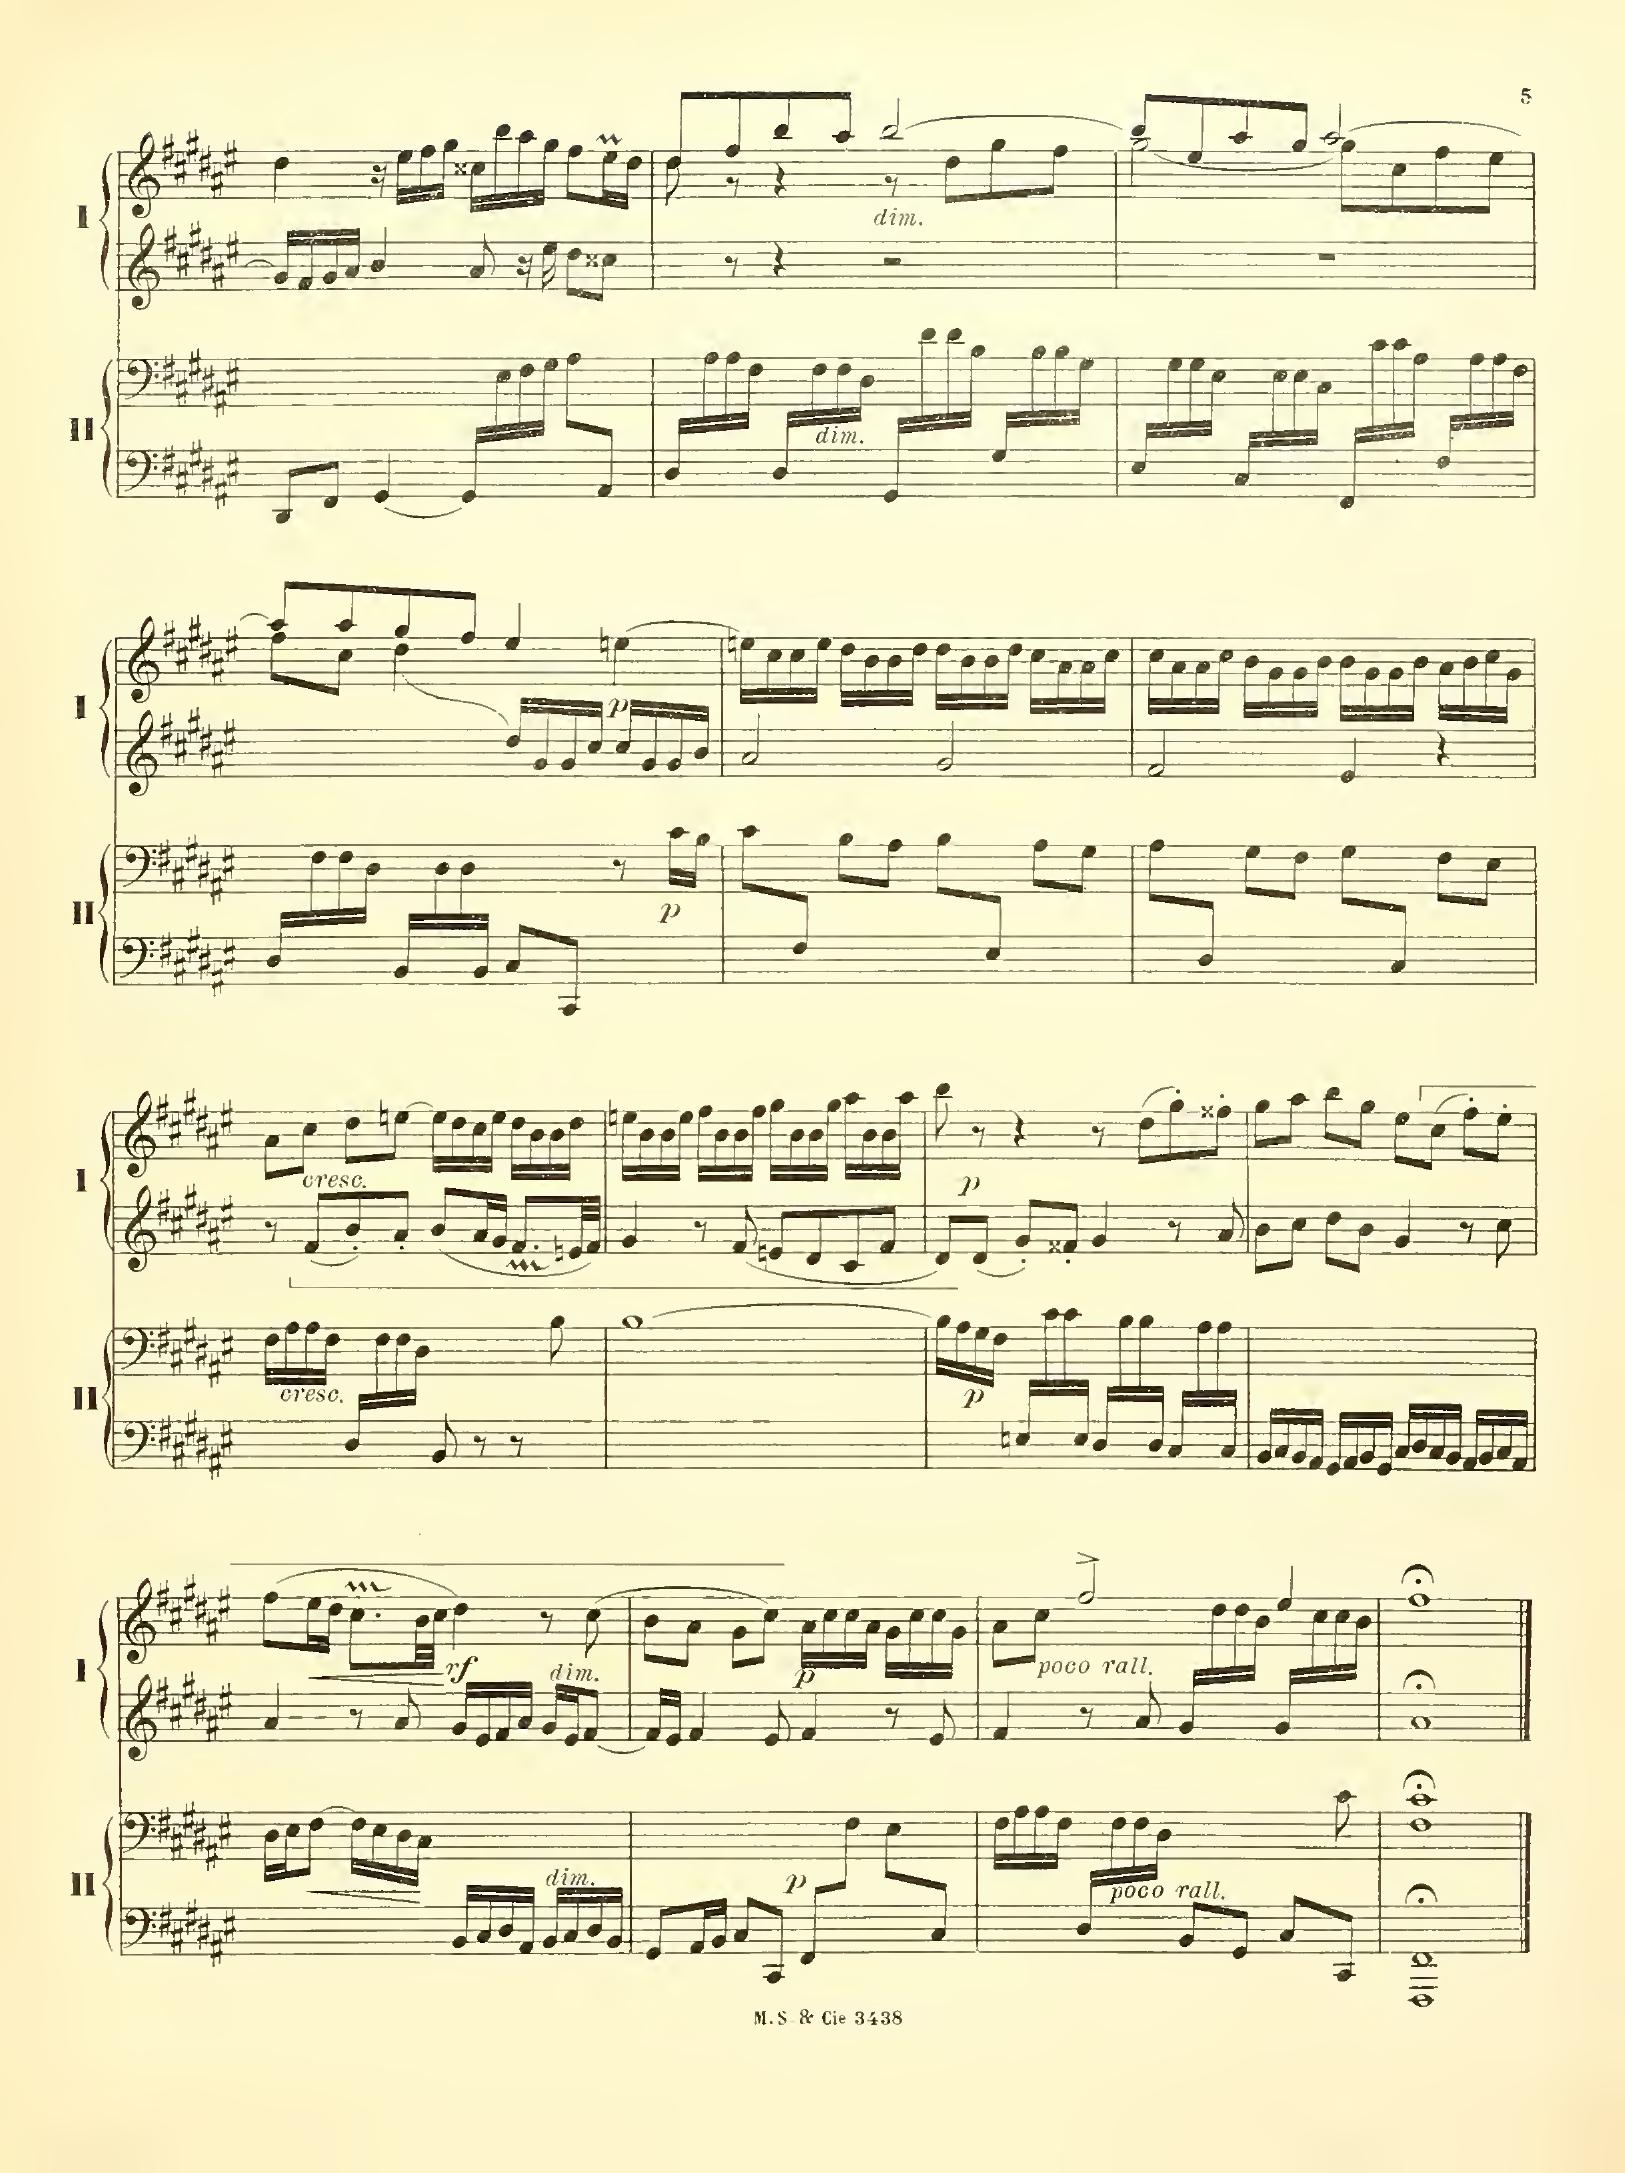 5
I
dim.
II
dim.
I
p
II
p
I
cresc.
p
II
cresc.
p
I
rf
dim.
p
poco rall.
II
dim.
p
poco rall.
M.S. & Cie 3438